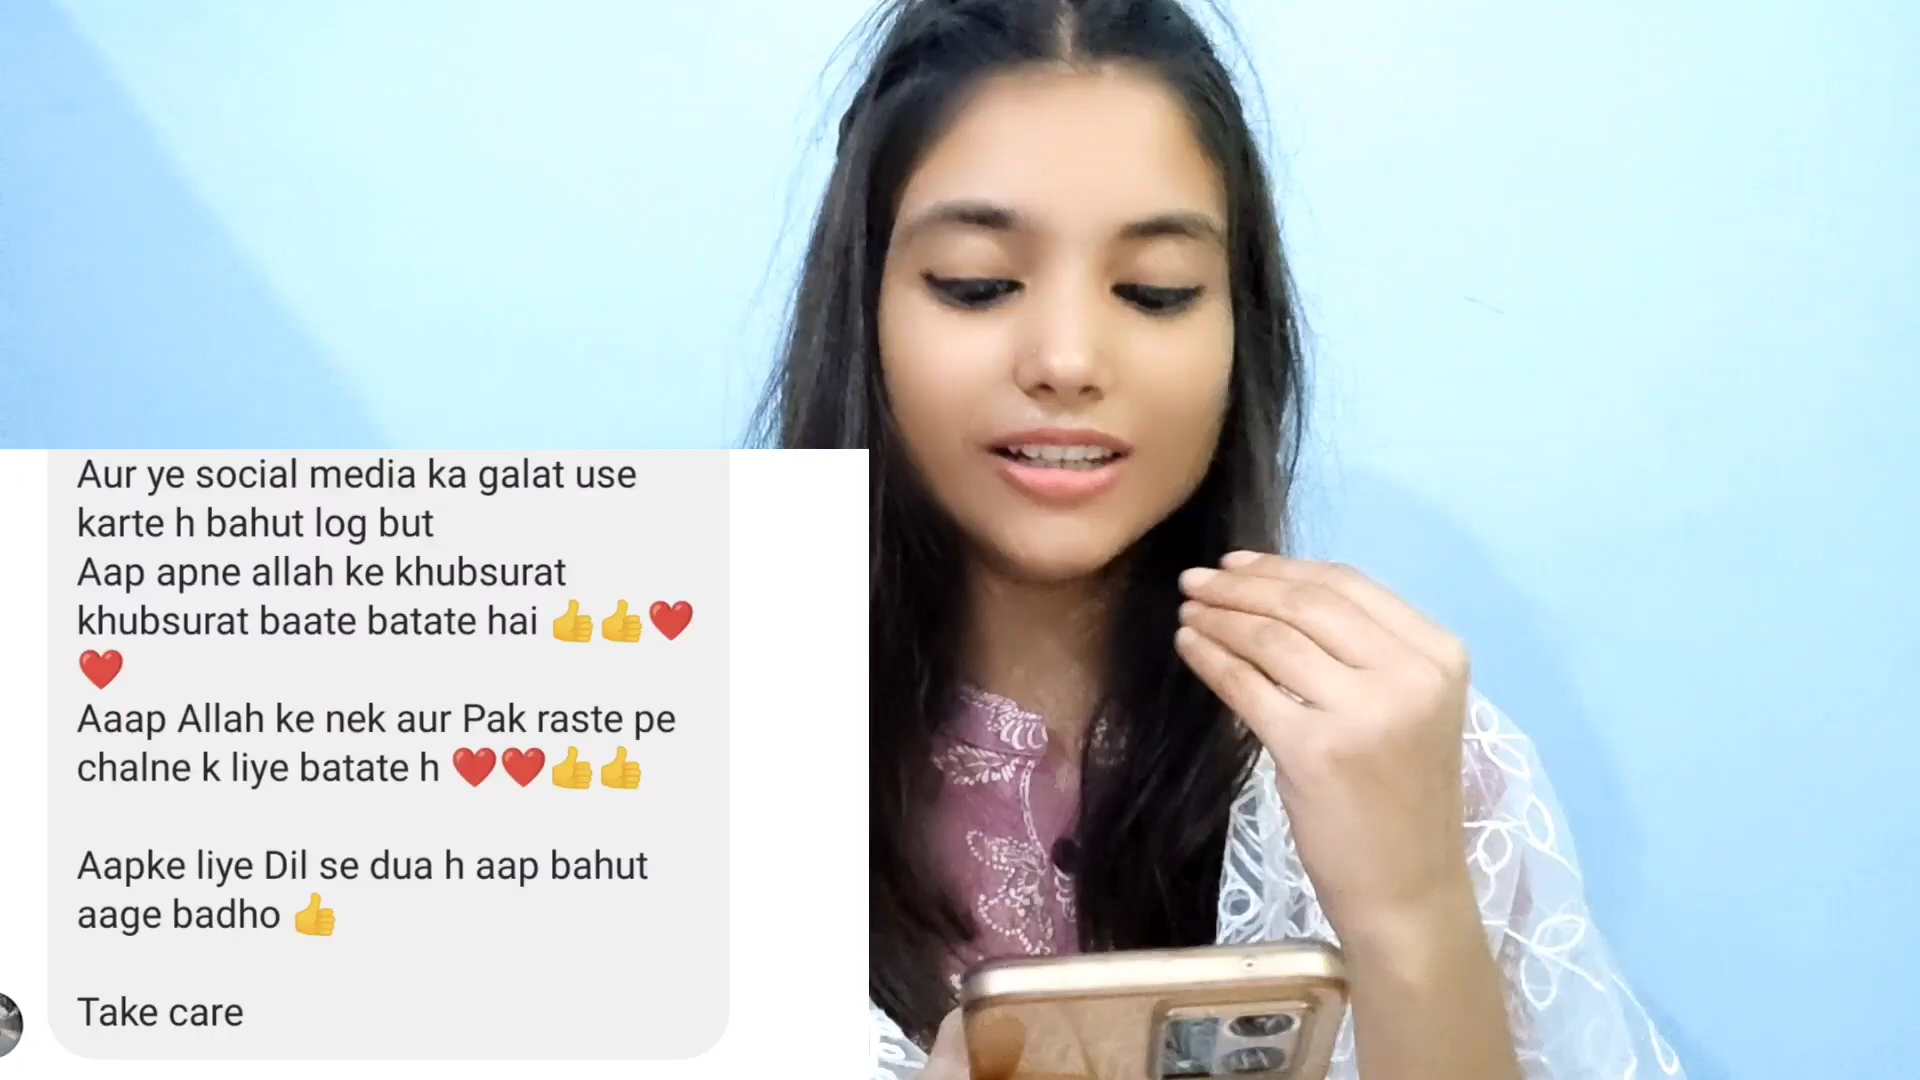 Aur ye social media ka galat use
karte h bahut log but
Aap apne allah ke khubsurat
khubsurat baate batate hai 👍👍❤️
❤️
Aaap Allah ke nek aur Pak raste pe
chalne k liye batate h ❤️❤️👍👍
Aapke liye Dil se dua h aap bahut
aage badho 👍
Take care